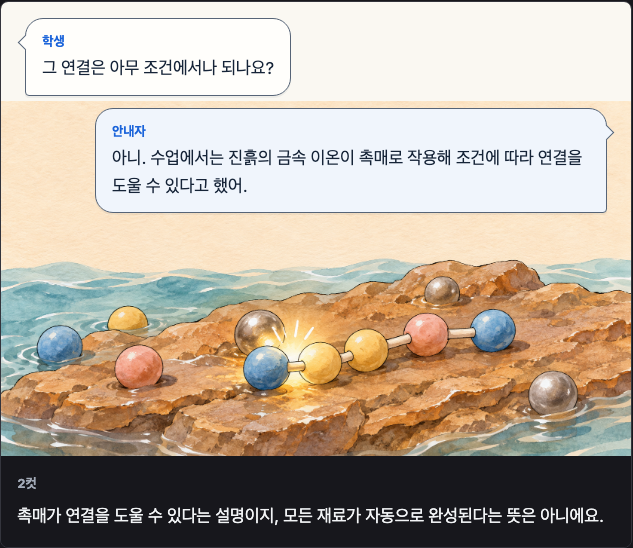 학생
그 연결은 아무 조건에서나 되나요?
안내자
아니. 수업에서는 진흙의 금속 이온이 촉매로 작용해 조건에 따라 연결을
도울 수 있다고 했어.
2컷
촉매가 연결을 도울 수 있다는 설명이지, 모든 재료가 자동으로 완성된다는 뜻은 아니에요.